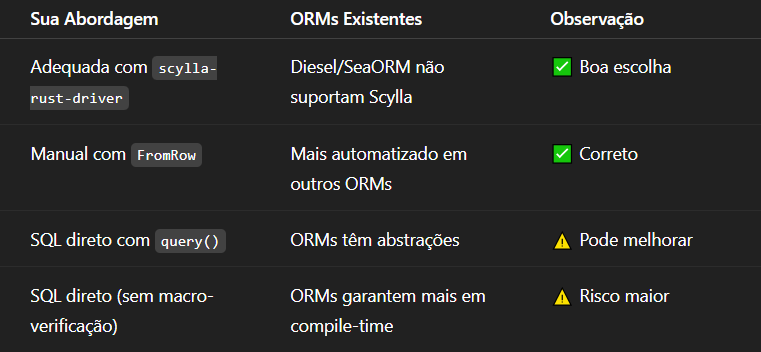 Sua Abordagem ORMs Existentes Observação
Adequada com scylla- Diesel/SeaORM não ✅ Boa escolha
rust-driver suportam Scylla
Manual com FromRow Mais automatizado em ✅ Correto
outros ORMs
SQL direto com query() ORMs têm abstrações ⚠️ Pode melhorar
SQL direto (sem macro- ORMs garantem mais em ⚠️ Risco maior
verificação) compile-time